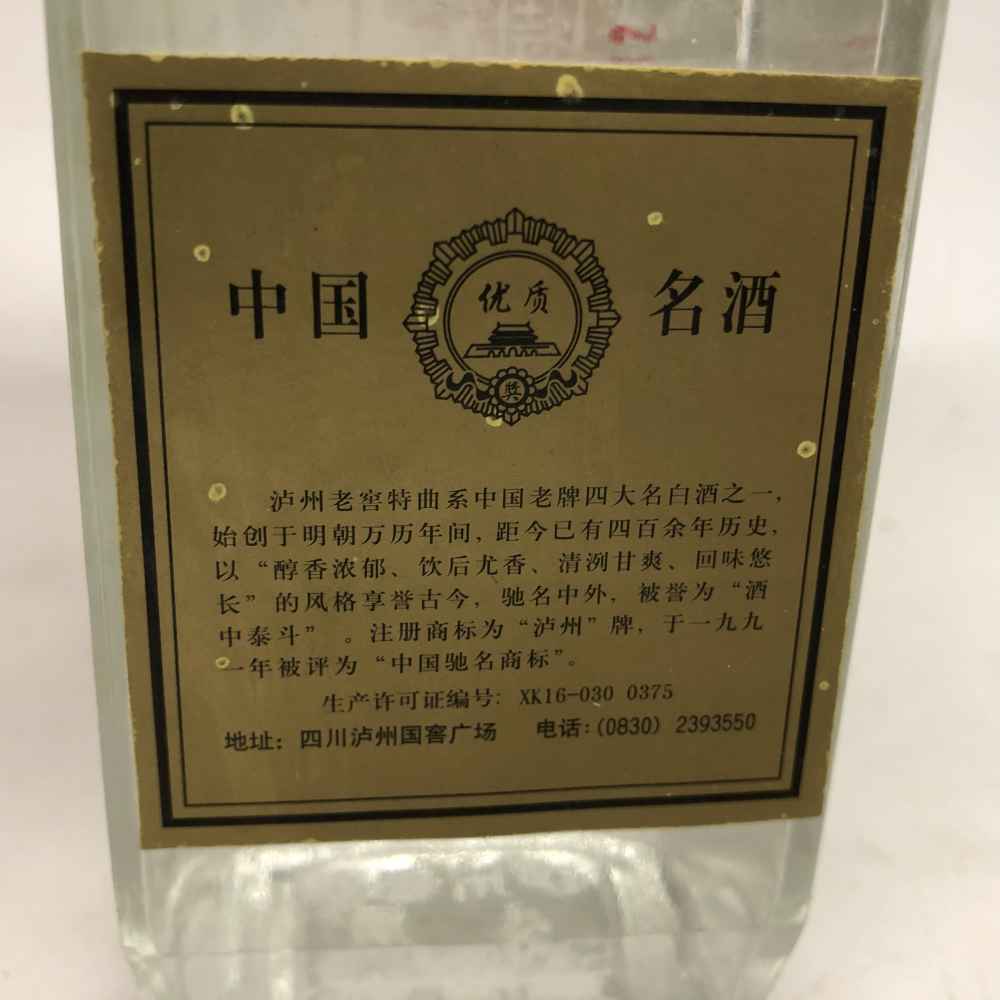 中国 优质 名酒
奖
泸州老窖特曲系中国老牌四大名白酒之一，
始创于明朝万历年间，距今已有四百余年历史，
以“醇香浓郁、饮后尤香、清洌甘爽、回味悠
长”的风格享誉古今，驰名中外，被誉为“酒
中泰斗”。注册商标为“泸州”牌，于一九九
一年被评为“中国驰名商标”。
生产许可证编号：XK16-030 0375
地址：四川泸州国窖广场 电话：(0830) 2393550